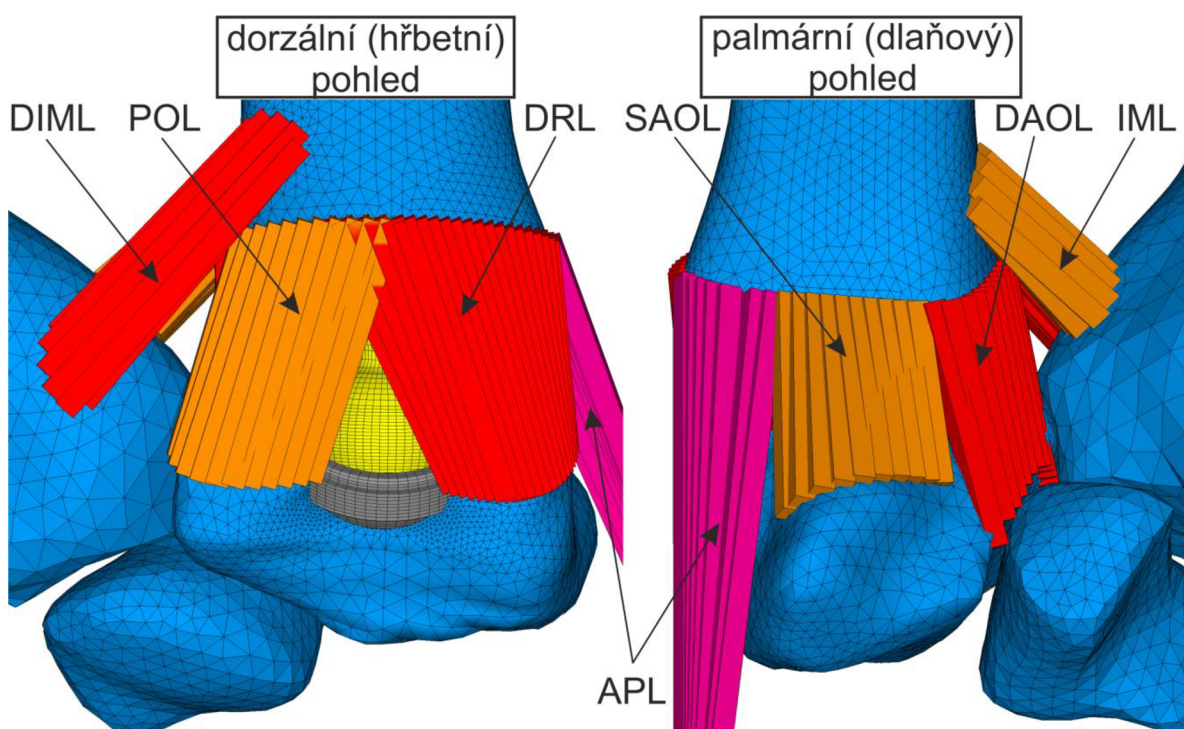 dorzální (hřbetní)
pohled
palmární (dlaňový)
pohled
DIML POL DRL SAOL DAOL IML
APL